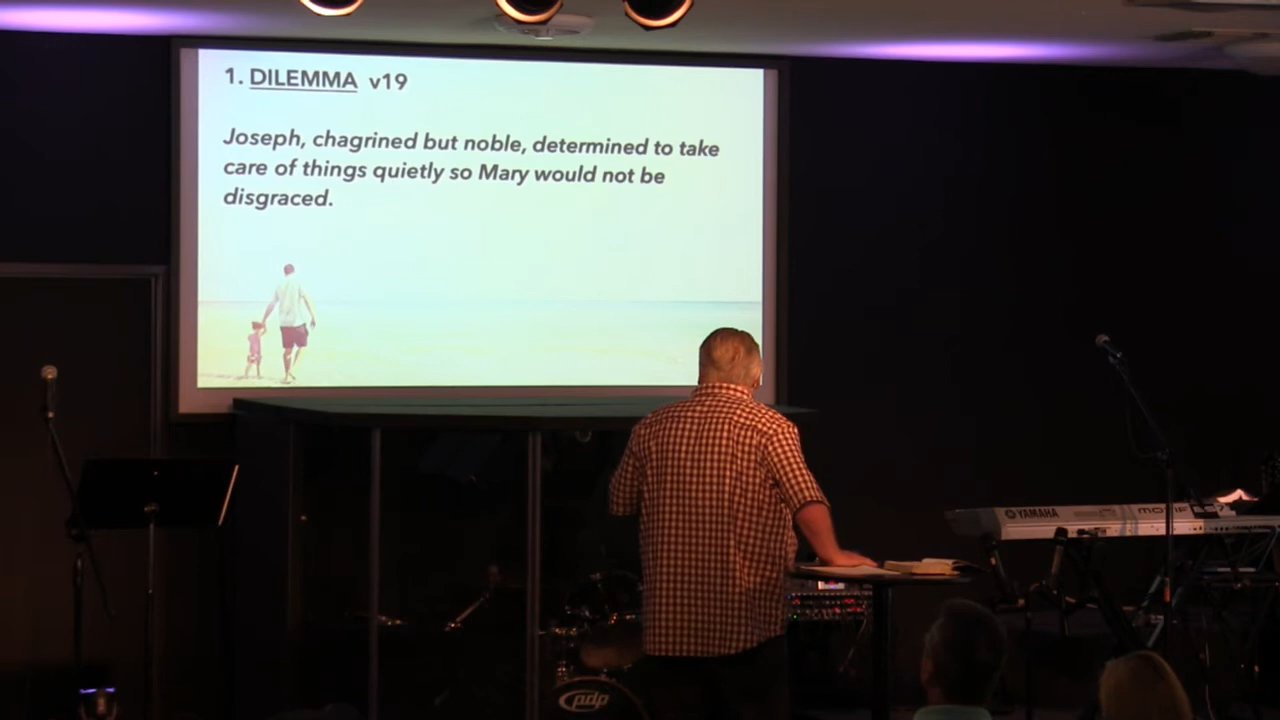 1. DILEMMA v19
Joseph, chagrined but noble, determined to take
care of things quietly so Mary would not be
disgraced.
YAMAHA
MOTIF
pdp